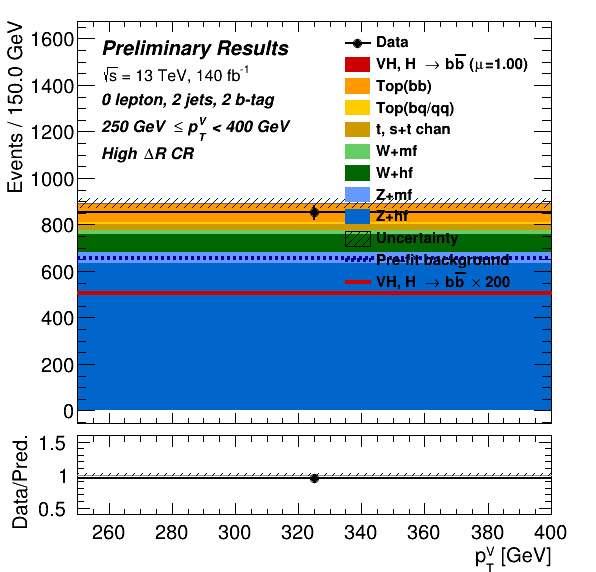 Events / 150.0 GeV
1600
1400
1200
1000
800
600
400
200
0
Preliminary Results
√s = 13 TeV, 140 fb⁻¹
0 lepton, 2 jets, 2 b-tag
250 GeV ≤ p_T^V < 400 GeV
High ΔR CR
Data
VH, H → bb̅ (μ=1.00)
Top(bb)
Top(bq/qq)
t, s+t chan
W+mf
W+hf
Z+mf
Z+hf
Uncertainty
Pre-fit background
VH, H → bb̅ × 200
Data/Pred.
1.5
1
0.5
260 280 300 320 340 360 380 400
p_T^V [GeV]